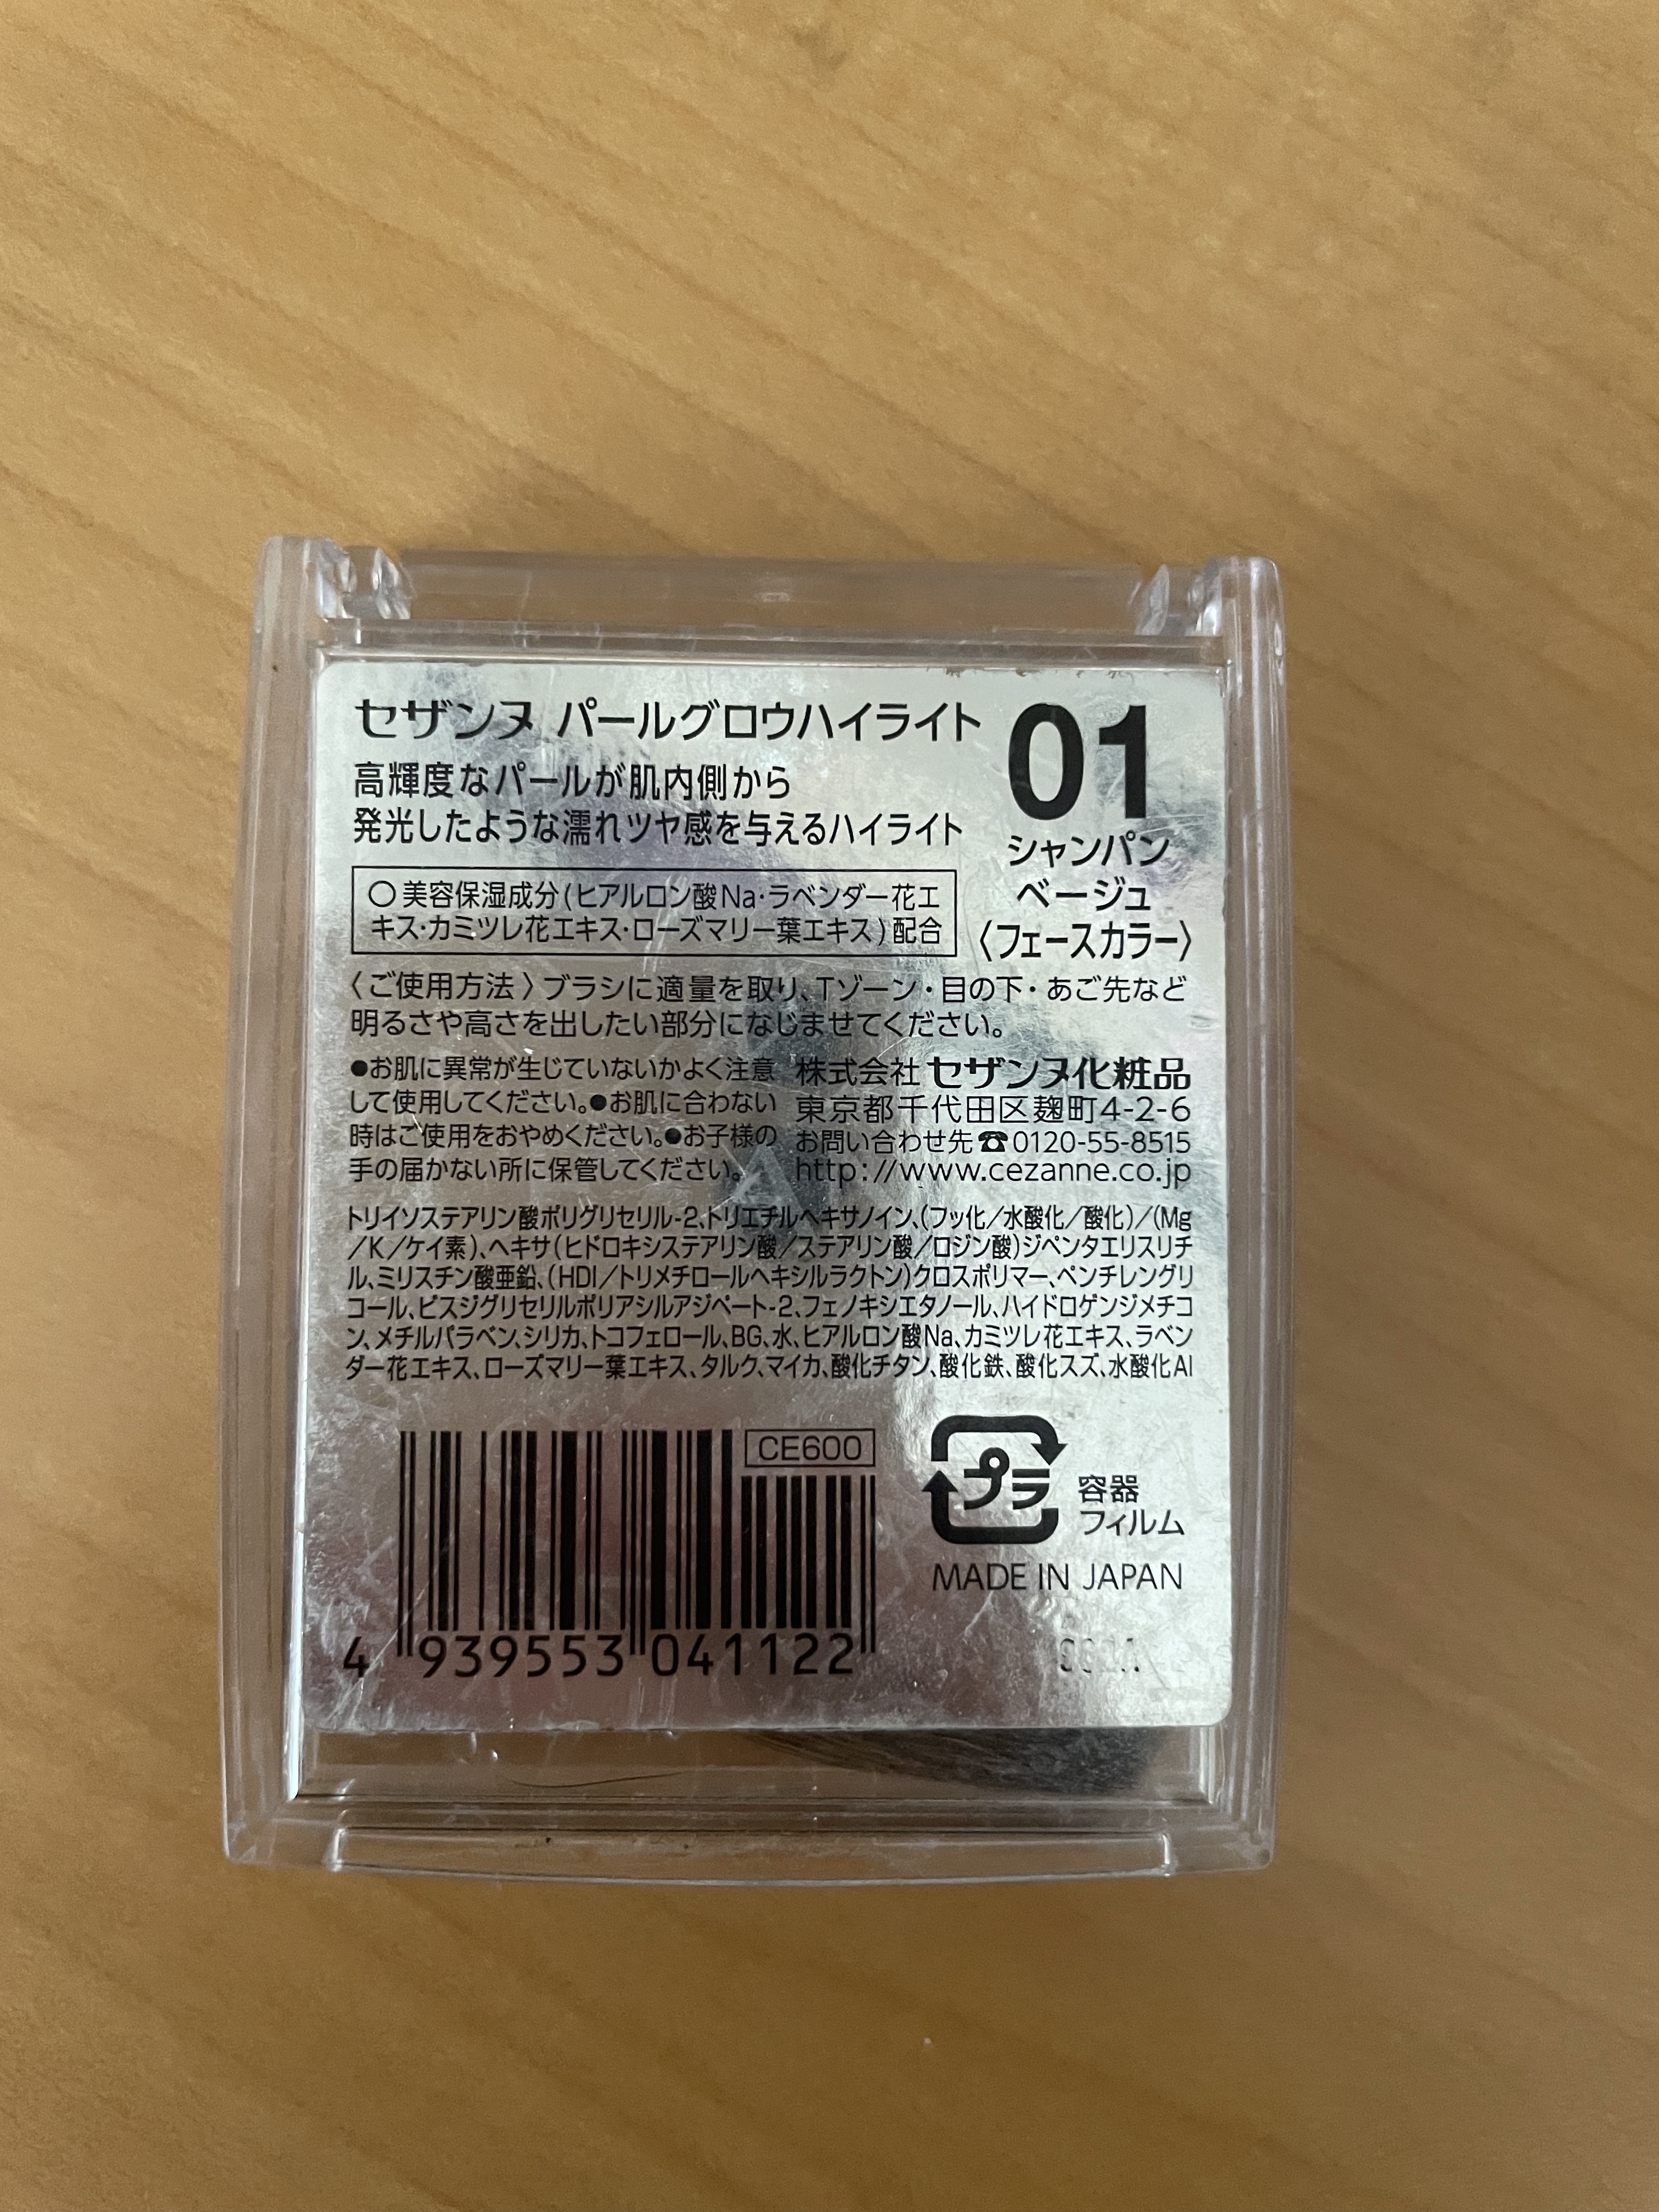 セザンヌ パールグロウハイライト
高輝度なパールが肌内側から
発光したような濡れツヤ感を与えるハイライト
01
シャンパン
ベージュ
〈フェースカラー〉
○美容保湿成分(ヒアルロン酸Na･ラベンダー花エ
キス･カミツレ花エキス･ローズマリー葉エキス)配合
〈ご使用方法〉ブラシに適量を取り、Tゾーン・目の下・あご先など
明るさや高さを出したい部分になじませてください。
●お肌に異常が生じていないかよく注意
して使用してください。●お肌に合わない
時はご使用をおやめください。●お子様の
手の届かない所に保管してください。
株式会社 セザンヌ化粧品
東京都千代田区麹町4-2-6
お問い合わせ先☎0120-55-8515
http://www.cezanne.co.jp
トリイソステアリン酸ポリグリセリル-2、トリエチルヘキサノイン、(フッ化／水酸化／酸化)／(Mg
／K／ケイ素)、ヘキサ(ヒドロキシステアリン酸／ステアリン酸／ロジン酸)ジペンタエリスリチ
ル、ミリスチン酸亜鉛、(HDI／トリメチロールヘキシルラクトン)クロスポリマー、ペンチレングリ
コール、ビスジグリセリルポリアシルアジペート-2、フェノキシエタノール、ハイドロゲンジメチコ
ン、メチルパラベン、シリカ、トコフェロール、BG、水、ヒアルロン酸Na、カミツレ花エキス、ラベン
ダー花エキス、ローズマリー葉エキス、タルク、マイカ、酸化チタン、酸化鉄、酸化スズ、水酸化Al
CE600
4 939553 041122
プラ
容器
フィルム
MADE IN JAPAN